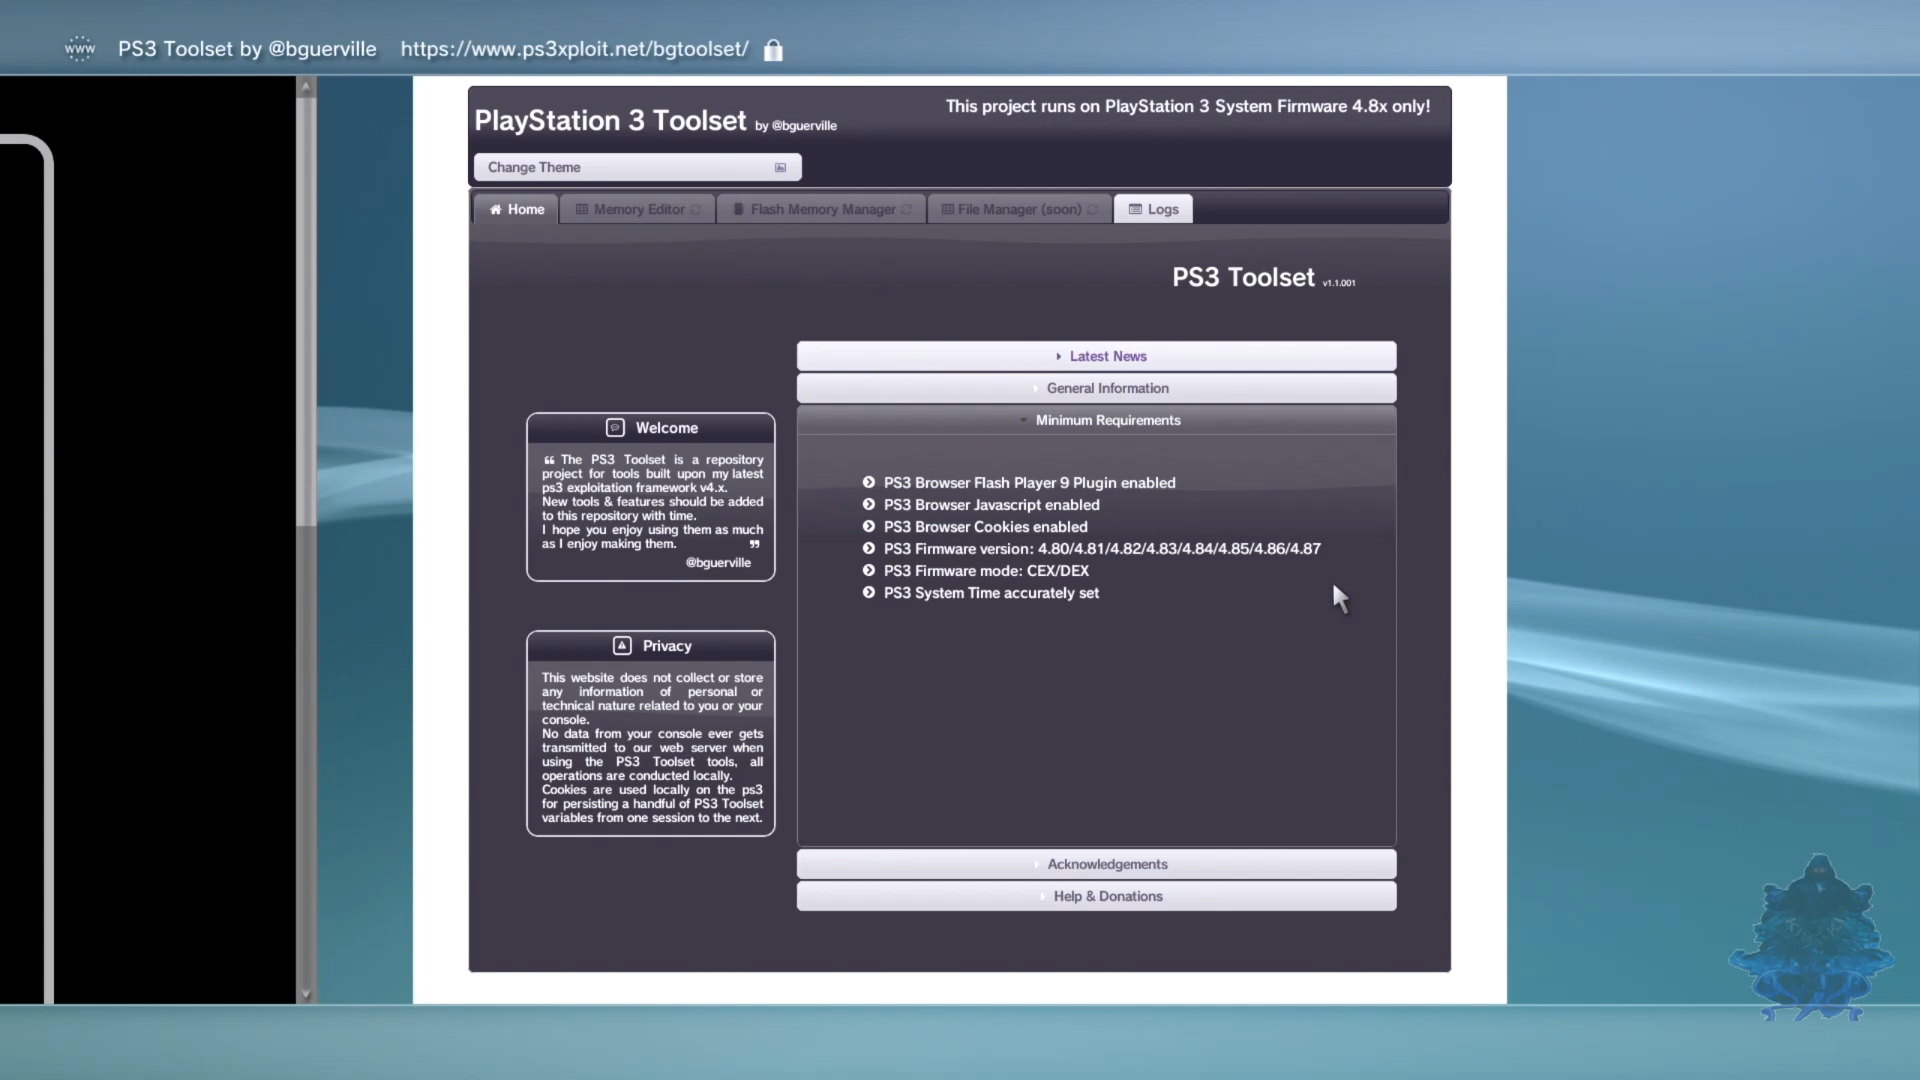 www PS3 Toolset by @bguerville https://www.ps3xploit.net/bgtoolset/
PlayStation 3 Toolset by @bguerville
This project runs on PlayStation 3 System Firmware 4.8x only!
Change Theme
Home
Memory Editor
Flash Memory Manager
File Manager (soon)
Logs
PS3 Toolset v1.1.001
Welcome
“ The PS3 Toolset is a repository
project for tools built upon my latest
ps3 exploitation framework v4.x.
New tools & features should be added
to this repository with time.
I hope you enjoy using them as much
as I enjoy making them. ”
@bguerville
Privacy
This website does not collect or store
any information of personal or
technical nature related to you or your
console.
No data from your console ever gets
transmitted to our web server when
using the PS3 Toolset tools, all
operations are conducted locally.
Cookies are used locally on the ps3
for persisting a handful of PS3 Toolset
variables from one session to the next.
Latest News
General Information
Minimum Requirements
PS3 Browser Flash Player 9 Plugin enabled
PS3 Browser Javascript enabled
PS3 Browser Cookies enabled
PS3 Firmware version: 4.80/4.81/4.82/4.83/4.84/4.85/4.86/4.87
PS3 Firmware mode: CEX/DEX
PS3 System Time accurately set
Acknowledgements
Help & Donations